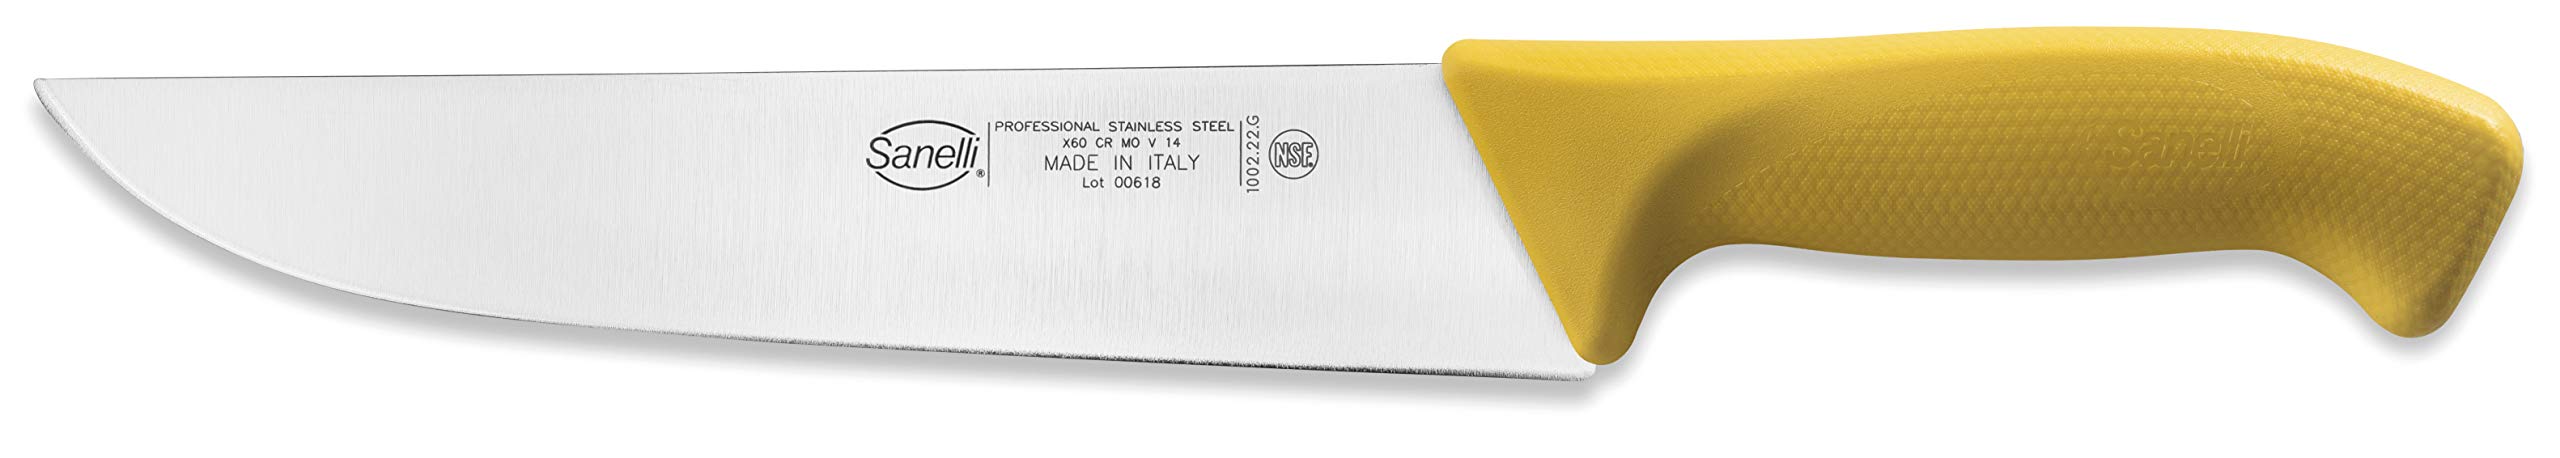 Sanelli®
PROFESSIONAL STAINLESS STEEL
X60 CR MO V 14
MADE IN ITALY
Lot 00618
1002.22.G
NSF.
Sanelli